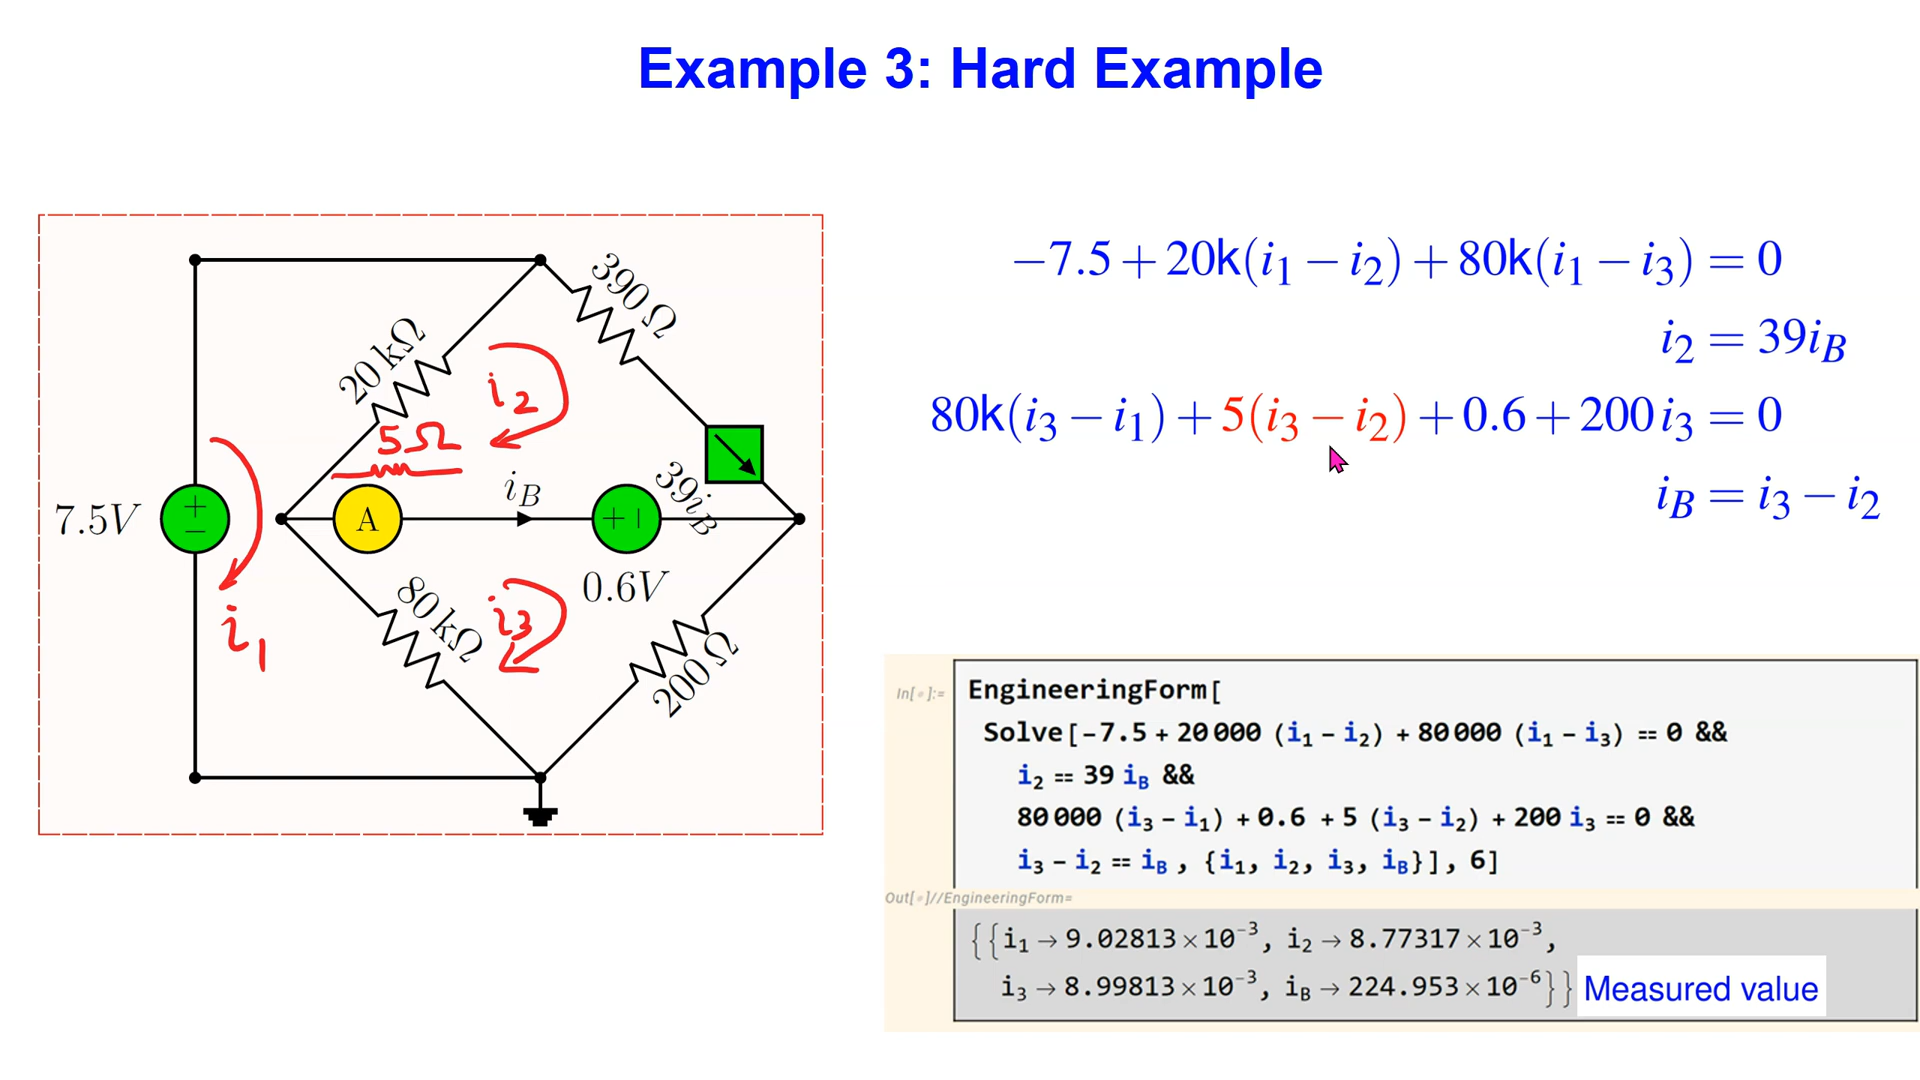 Example 3: Hard Example
390 Ω
20 kΩ
i2
5Ω
7.5V
+
−
A
iB
+ −
39iB
0.6V
i1
80 kΩ
i3
200 Ω
−7.5 + 20k(i₁ − i₂) + 80k(i₁ − i₃) = 0
i₂ = 39i_B
80k(i₃ − i₁) + 5(i₃ − i₂) + 0.6 + 200 i₃ = 0
i_B = i₃ − i₂
In[◦]:= EngineeringForm[
Solve[-7.5 + 20 000 (i₁ - i₂) + 80 000 (i₁ - i₃) == 0 &&
i₂ == 39 i_B &&
80 000 (i₃ - i₁) + 0.6 + 5 (i₃ - i₂) + 200 i₃ == 0 &&
i₃ - i₂ == i_B , {i₁, i₂, i₃, i_B}], 6]
Out[◦]//EngineeringForm=
{{i₁ → 9.02813 × 10⁻³, i₂ → 8.77317 × 10⁻³,
i₃ → 8.99813 × 10⁻³, i_B → 224.953 × 10⁻⁶}} Measured value